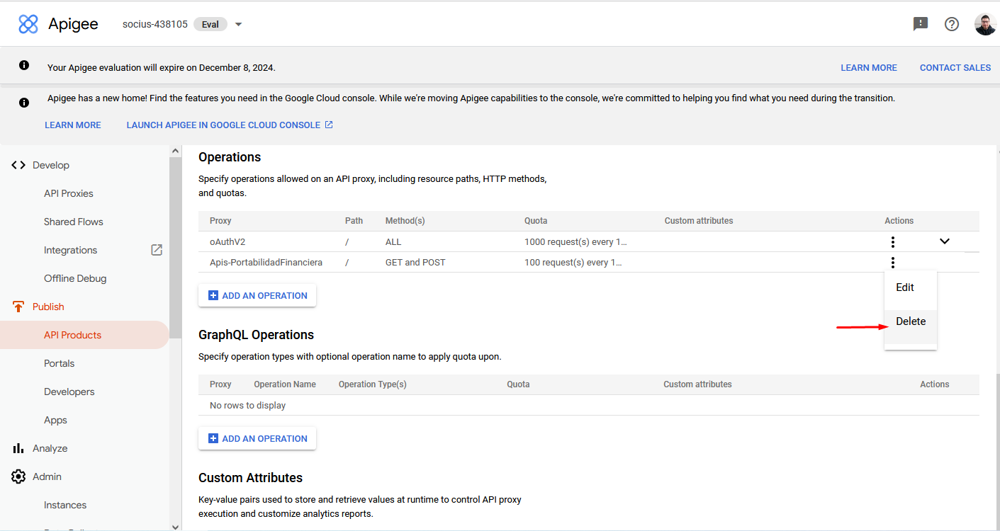 Apigee
socius-438105 Eval
Your Apigee evaluation will expire on December 8, 2024.
LEARN MORE CONTACT SALES
Apigee has a new home! Find the features you need in the Google Cloud console. While we're moving Apigee capabilities to the console, we're committed to helping you find what you need during the transition.
LEARN MORE LAUNCH APIGEE IN GOOGLE CLOUD CONSOLE
Develop
API Proxies
Shared Flows
Integrations
Offline Debug
Publish
API Products
Portals
Developers
Apps
Analyze
Admin
Instances
Operations
Specify operations allowed on an API proxy, including resource paths, HTTP methods,
and quotas.
Proxy Path Method(s) Quota Custom attributes Actions
oAuthV2 / ALL 1000 request(s) every 1...
Apis-PortabilidadFinanciera / GET and POST 100 request(s) every 1...
Edit
Delete
ADD AN OPERATION
GraphQL Operations
Specify operation types with optional operation name to apply quota upon.
Proxy Operation Name Operation Type(s) Quota Custom attributes Actions
No rows to display
ADD AN OPERATION
Custom Attributes
Key-value pairs used to store and retrieve values at runtime to control API proxy
execution and customize analytics reports.